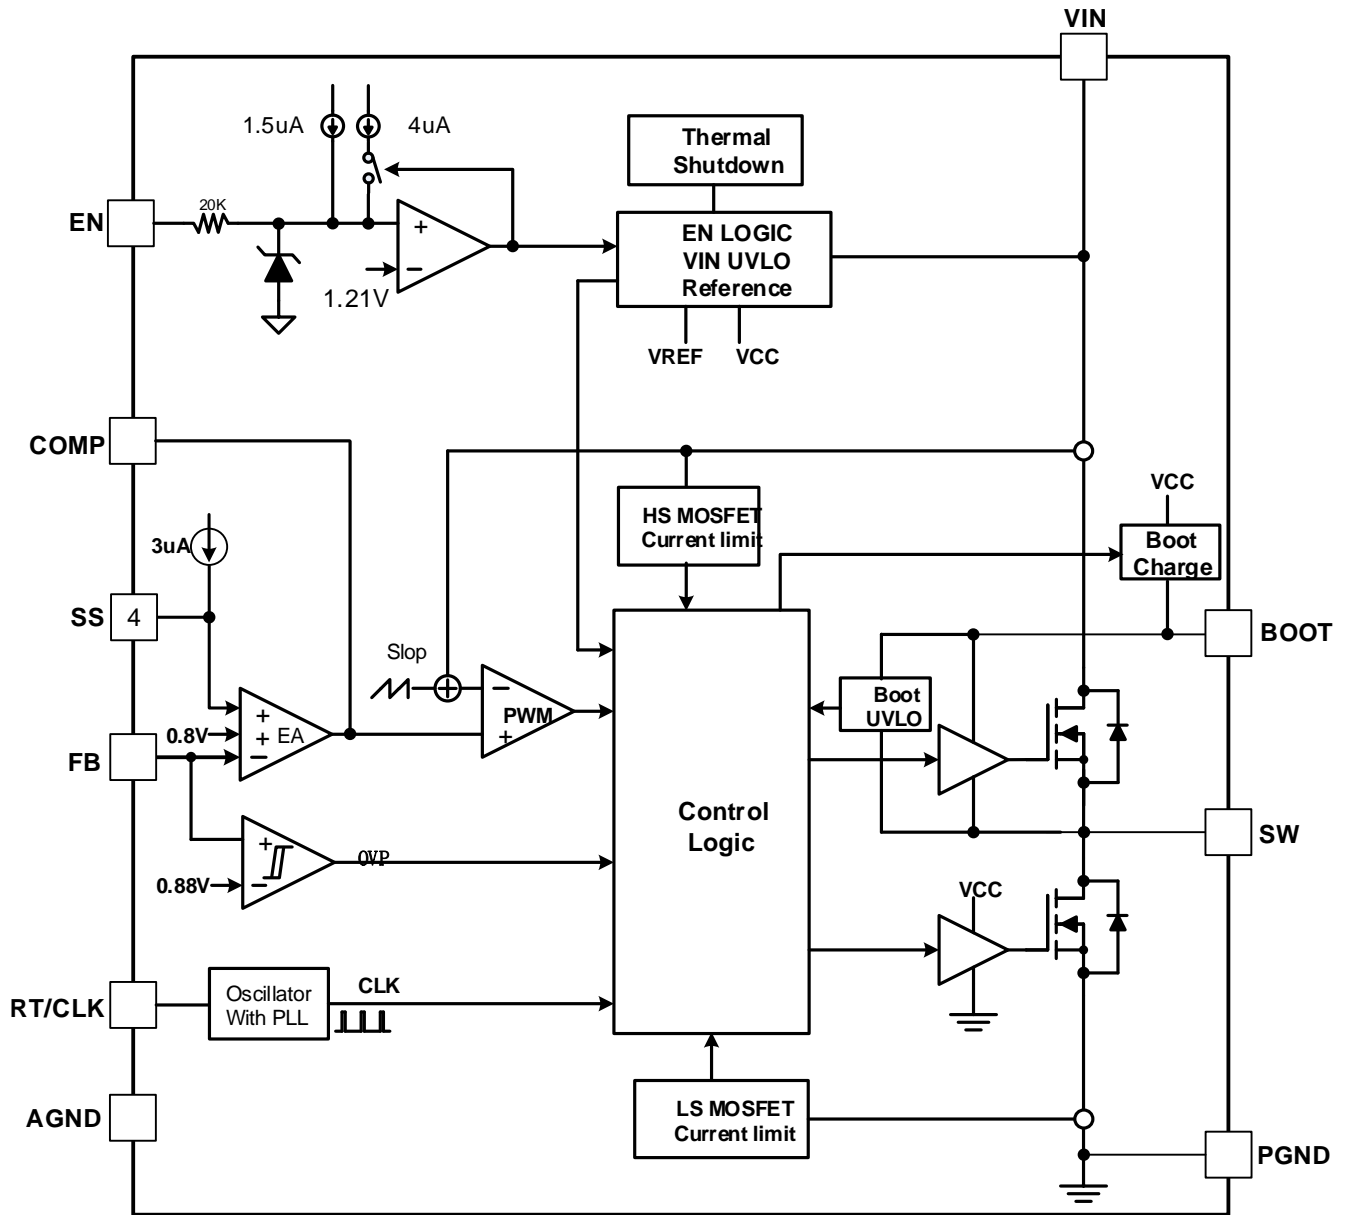 VIN
1.5uA
4uA
Thermal
Shutdown
EN
20K
+
−
1.21V
EN LOGIC
VIN UVLO
Reference
VREF
VCC
COMP
VCC
HS MOSFET
Current limit
3uA
Boot
Charge
SS
4
BOOT
Slop
−
PWM
+
Boot
UVLO
+
0.8V
+
EA
−
FB
Control
Logic
SW
+
OVP
0.88V
−
VCC
RT/CLK
Oscillator
With PLL
CLK
AGND
LS MOSFET
Current limit
PGND